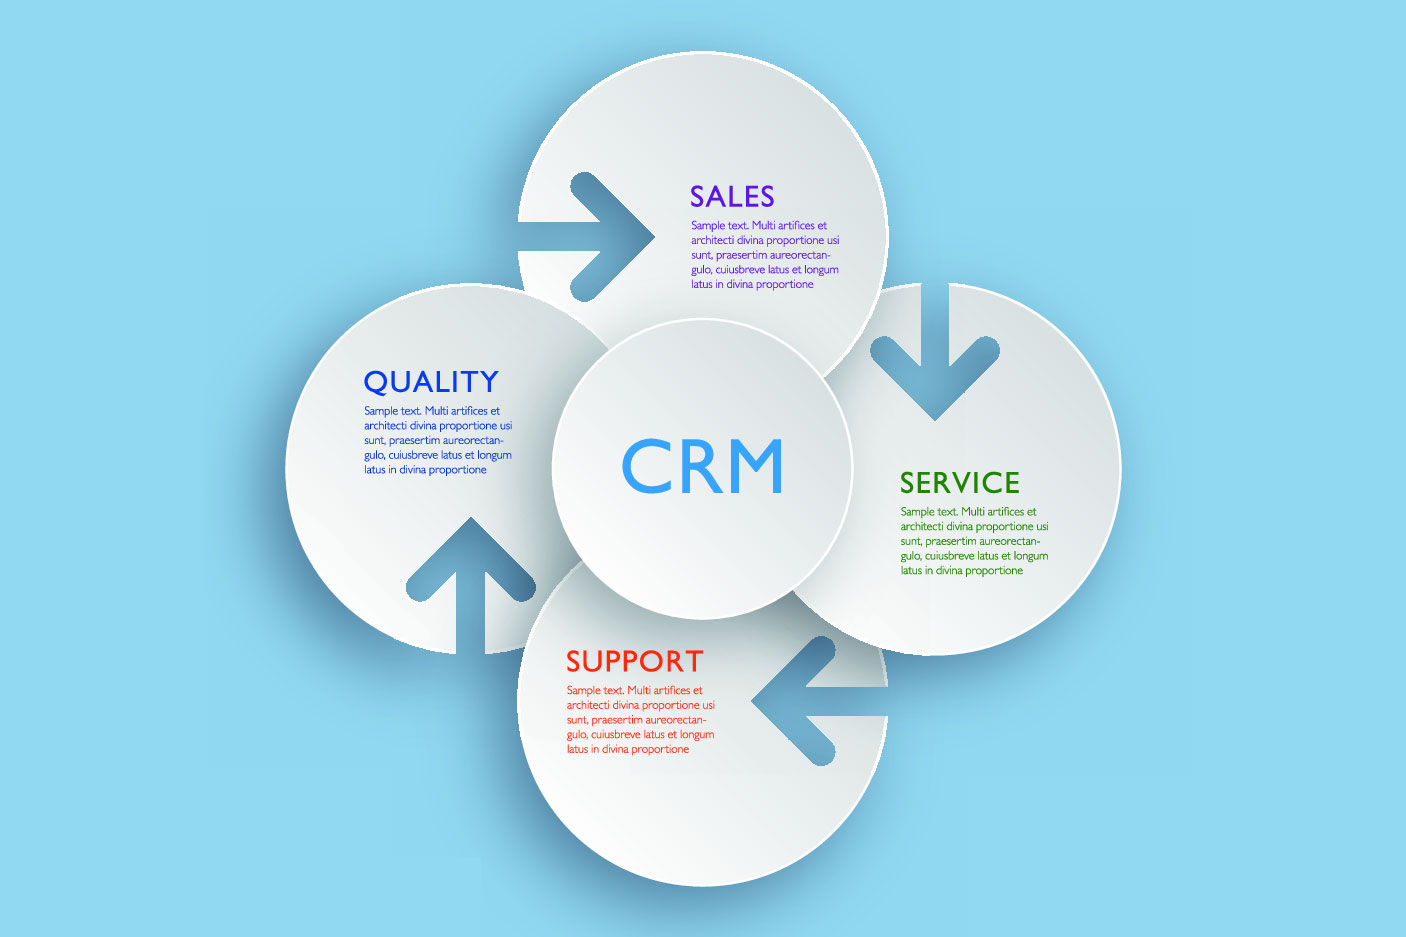 SALES
Sample text. Multi artifices et
architecti divina proportione usi
sunt, praesertim aureorectan-
gulo, cuiusbreve latus et longum
latus in divina proportione
QUALITY
Sample text. Multi artifices et
architecti divina proportione usi
sunt, praesertim aureorectan-
gulo, cuiusbreve latus et longum
latus in divina proportione
CRM
SERVICE
Sample text. Multi artifices et
architecti divina proportione usi
sunt, praesertim aureorectan-
gulo, cuiusbreve latus et longum
latus in divina proportione
SUPPORT
Sample text. Multi artifices et
architecti divina proportione usi
sunt, praesertim aureorectan-
gulo, cuiusbreve latus et longum
latus in divina proportione